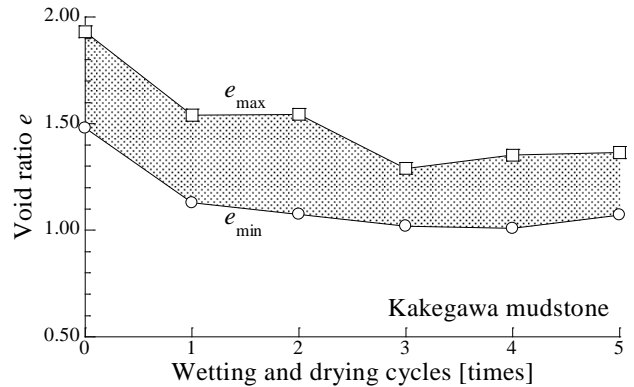 2.00
1.50
1.00
0.50
Void ratio e
e max
e min
Kakegawa mudstone
0 1 2 3 4 5
Wetting and drying cycles [times]